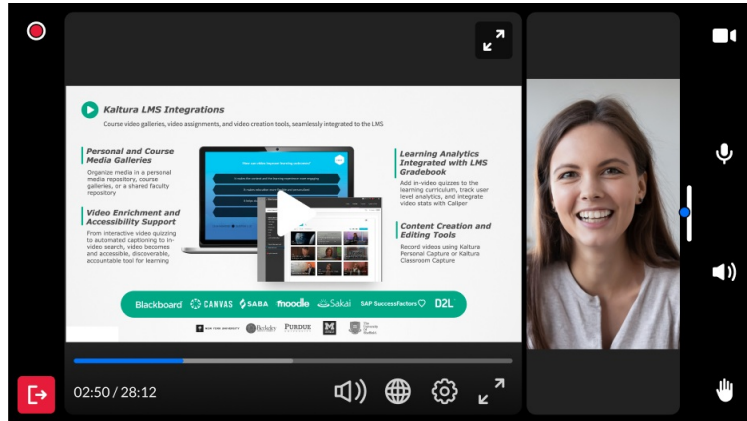 Kaltura LMS Integrations
Course video galleries, video assignments, and video creation tools, seamlessly integrated to the LMS
Personal and Course
Media Galleries
Organize media in a personal
media repository, course
galleries, or a shared faculty
repository
Video Enrichment and
Accessibility Support
From interactive video quizzing
to automated captioning to in-
video search, video becomes
and accessible, discoverable,
accountable tool for learning
Learning Analytics
Integrated with LMS
Gradebook
Add in-video quizzes to the
learning curriculum, track user
level analytics, and integrate
video stats with Caliper
Content Creation and
Editing Tools
Record videos using Kaltura
Personal Capture or Kaltura
Classroom Capture
Blackboard CANVAS SABA moodle Sakai SAP SuccessFactors D2L
NEW YORK UNIVERSITY Berkeley PURDUE M
02:50 / 28:12